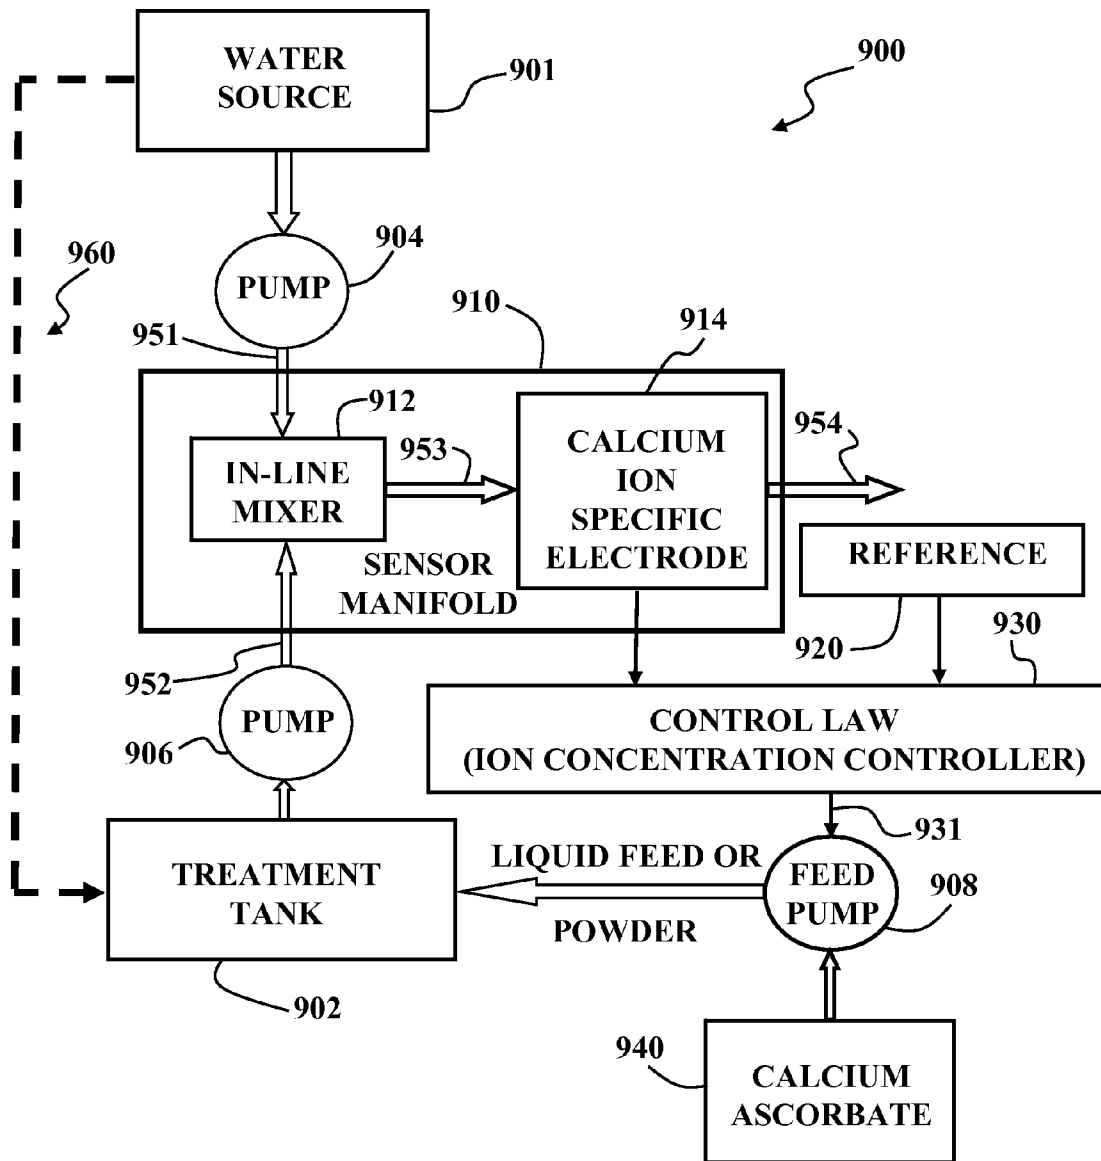 WATER
SOURCE
901
900
904
960
PUMP
910
914
951
912
954
953
CALCIUM
ION
SPECIFIC
ELECTRODE
IN-LINE
MIXER
REFERENCE
SENSOR
MANIFOLD
930
920
952
PUMP
906
CONTROL LAW
(ION CONCENTRATION CONTROLLER)
931
LIQUID FEED OR
TREATMENT
TANK
FEED
PUMP
908
POWDER
902
940
CALCIUM
ASCORBATE